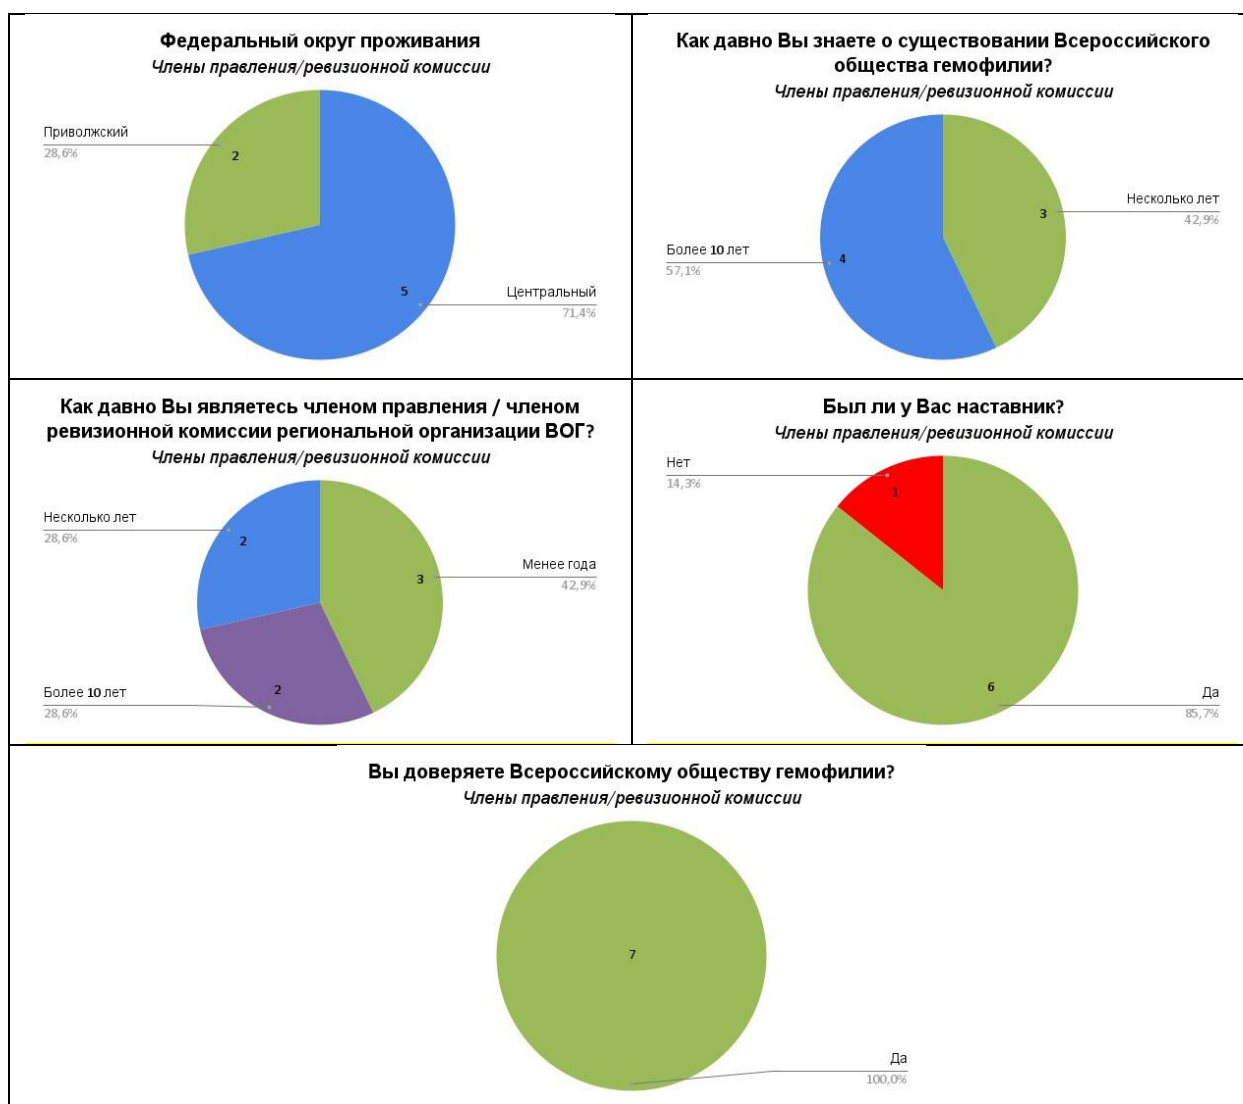 Федеральный округ проживания
Члены правления/ревизионной комиссии
Приволжский
28,6%
2
5
Центральный
71,4%
Как давно Вы знаете о существовании Всероссийского
общества гемофилии?
Члены правления/ревизионной комиссии
Несколько лет
42,9%
3
Более 10 лет
57,1%
4
Как давно Вы являетесь членом правления / членом
ревизионной комиссии региональной организации ВОГ?
Члены правления/ревизионной комиссии
Несколько лет
28,6%
2
Менее года
42,9%
3
Более 10 лет
28,6%
2
Был ли у Вас наставник?
Члены правления/ревизионной комиссии
Нет
14,3%
1
6
Да
85,7%
Вы доверяете Всероссийскому обществу гемофилии?
Члены правления/ревизионной комиссии
7
Да
100,0%